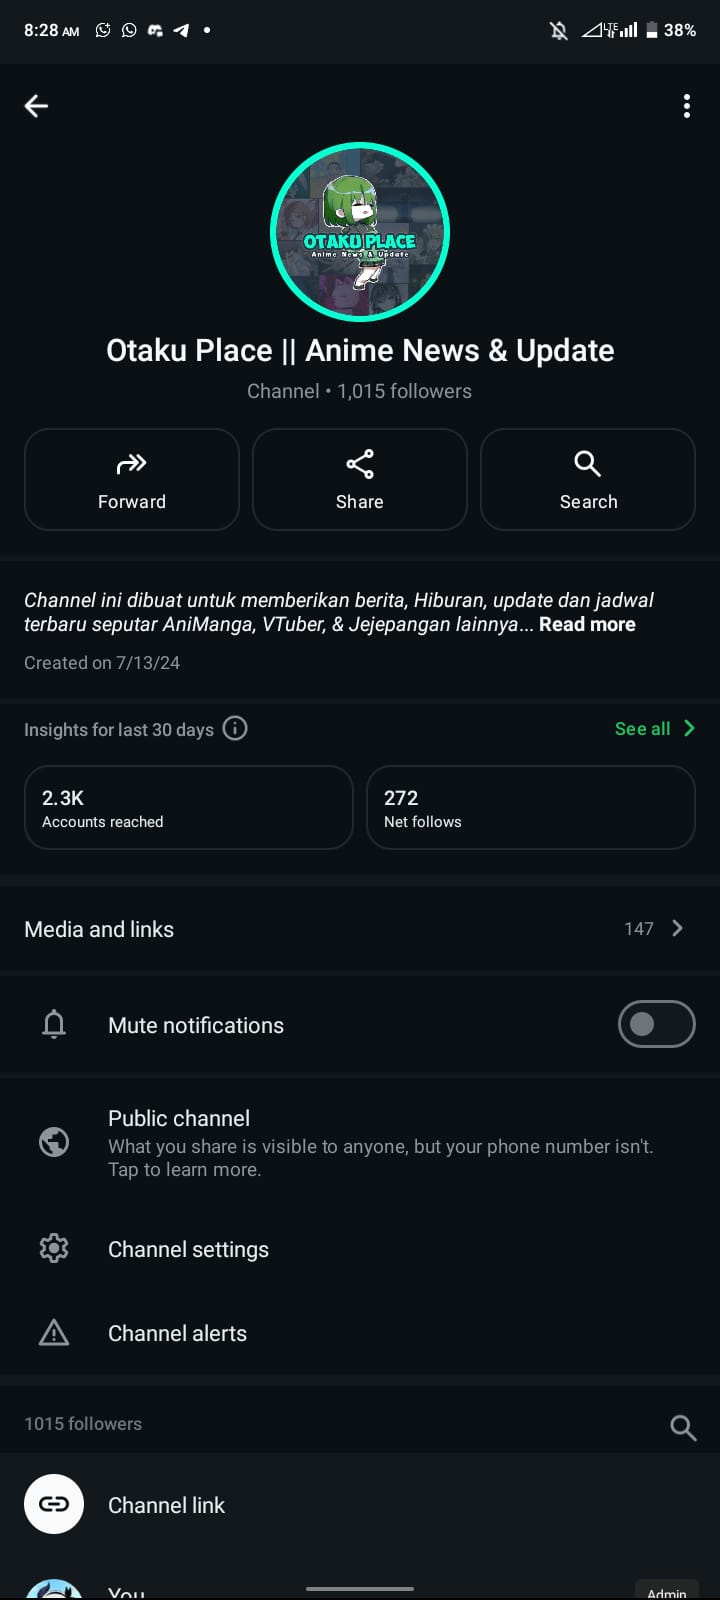 8:28 AM
LTE
38%
OTAKU PLACE
Anime News & Update
Otaku Place || Anime News & Update
Channel • 1,015 followers
Forward
Share
Search
Channel ini dibuat untuk memberikan berita, Hiburan, update dan jadwal
terbaru seputar AniManga, VTuber, & Jejepangan lainnya... Read more
Created on 7/13/24
Insights for last 30 days
See all
2.3K
Accounts reached
272
Net follows
Media and links
147
Mute notifications
Public channel
What you share is visible to anyone, but your phone number isn't.
Tap to learn more.
Channel settings
Channel alerts
1015 followers
Channel link
You
Admin